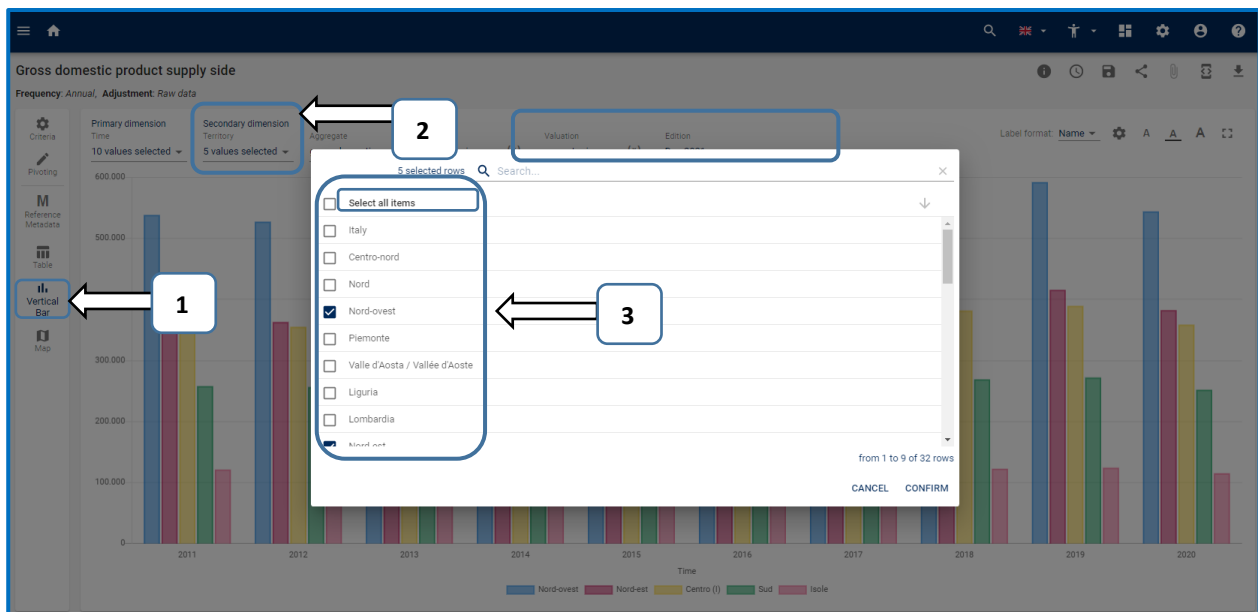 Gross domestic product supply side
Frequency: Annual, Adjustment: Raw data
Criteria
Pivoting
M
Reference
Metadata
Table
Vertical
Bar
Map
Primary dimension
Time
10 values selected
Secondary dimension
Territory
5 values selected
Aggregate
Valuation
Edition
Label format: Name
A A A
1
2
3
5 selected rows
Search...
Select all items
Italy
Centro-nord
Nord
Nord-ovest
Piemonte
Valle d'Aosta / Vallée d'Aoste
Liguria
Lombardia
Nord-est
from 1 to 9 of 32 rows
CANCEL CONFIRM
600.000
500.000
300.000
200.000
100.000
0
2011 2012 2013 2014 2015 2016 2017 2018 2019 2020
Time
Nord-ovest Nord-est Centro (I) Sud Isole